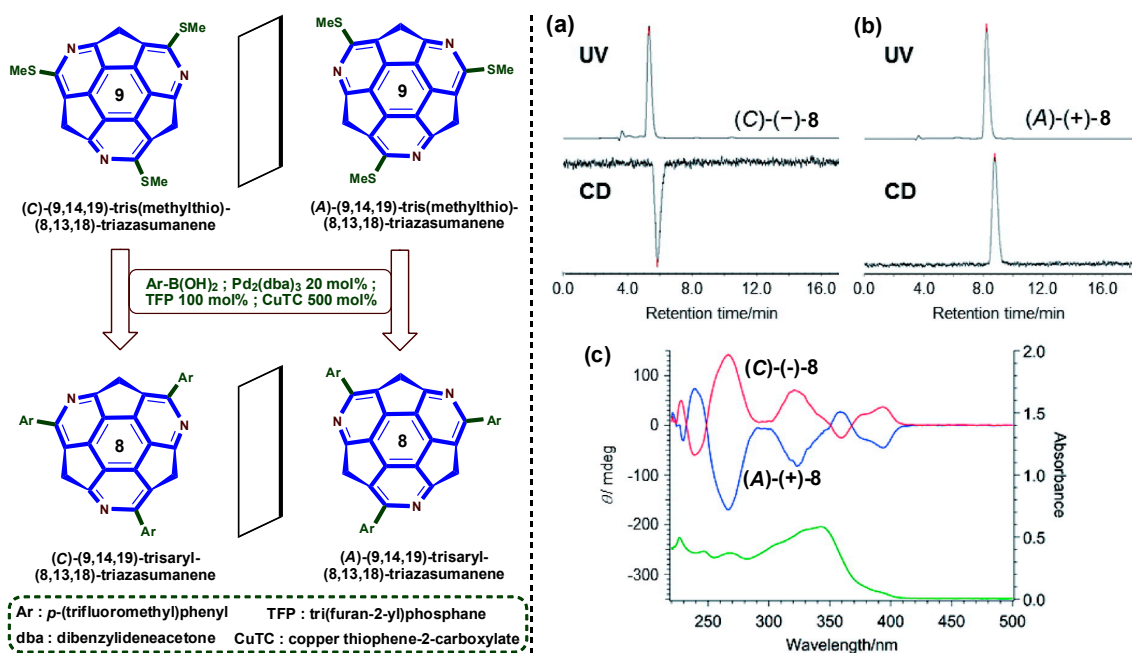 SMe
N
MeS
N
9
N
SMe
MeS
N
SMe
N
9
N
MeS
(C)-(9,14,19)-tris(methylthio)-
(8,13,18)-triazasumanene
(A)-(9,14,19)-tris(methylthio)-
(8,13,18)-triazasumanene
Ar-B(OH)2 ; Pd2(dba)3 20 mol% ;
TFP 100 mol% ; CuTC 500 mol%
Ar
N
Ar
N
8
N
Ar
Ar
N
Ar
N
8
N
Ar
(C)-(9,14,19)-trisaryl-
(8,13,18)-triazasumanene
(A)-(9,14,19)-trisaryl-
(8,13,18)-triazasumanene
Ar : p-(trifluoromethyl)phenyl TFP : tri(furan-2-yl)phosphane
dba : dibenzylideneacetone CuTC : copper thiophene-2-carboxylate
(a)
UV
(C)-(−)-8
CD
0.0 4.0 8.0 12.0 16.0
Retention time/min
(b)
UV
(A)-(+)-8
CD
0.0 4.0 8.0 12.0 16.0
Retention time/min
(c)
(C)-(-)-8
(A)-(+)-8
θ/ mdeg
100
0
-100
-200
-300
2.0
1.5
1.0
0.5
0.0
Absorbance
250 300 350 400 450 500
Wavelength/nm